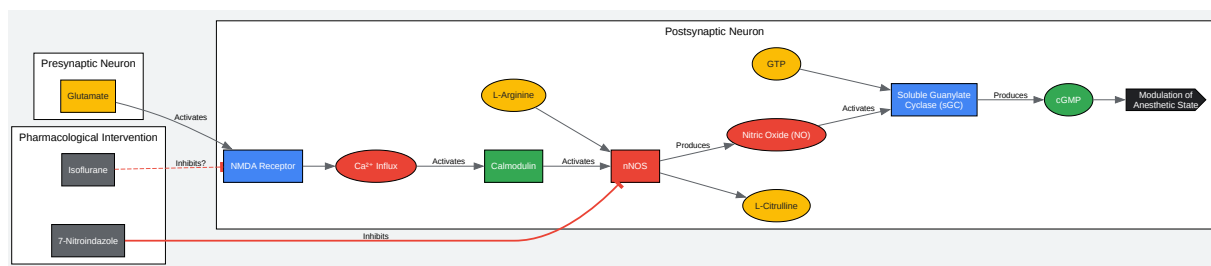 Postsynaptic Neuron
Presynaptic Neuron
Glutamate
Activates
Pharmacological Intervention
Isoflurane
Inhibits?
7-Nitroindazole
Inhibits
NMDA Receptor
Ca²⁺ Influx
Activates
Calmodulin
Activates
L-Arginine
nNOS
Produces
Nitric Oxide (NO)
L-Citrulline
GTP
Activates
Soluble Guanylate
Cyclase (sGC)
Produces
cGMP
Modulation of
Anesthetic State